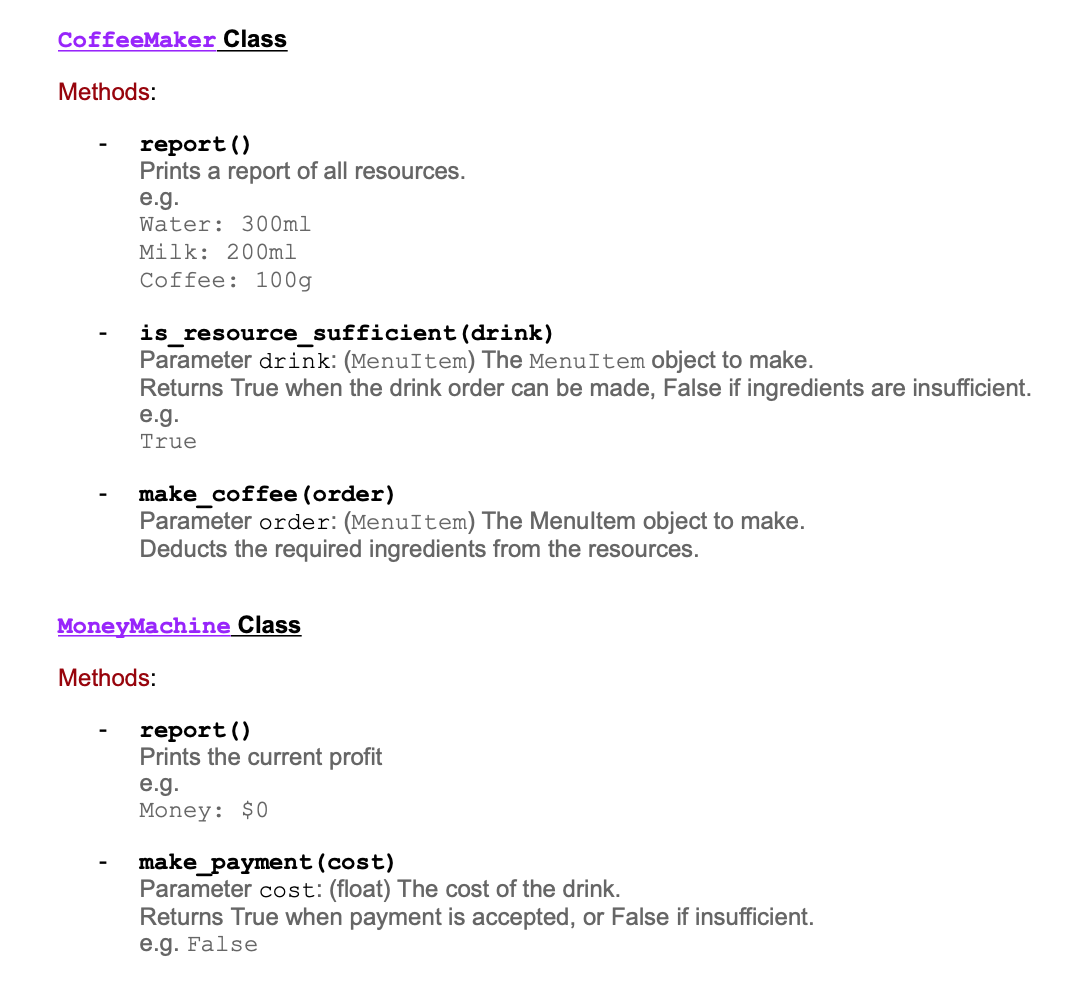 CoffeeMaker Class
Methods:
- report()
Prints a report of all resources.
e.g.
Water: 300ml
Milk: 200ml
Coffee: 100g
- is_resource_sufficient(drink)
Parameter drink: (MenuItem) The MenuItem object to make.
Returns True when the drink order can be made, False if ingredients are insufficient.
e.g.
True
- make_coffee(order)
Parameter order: (MenuItem) The MenuItem object to make.
Deducts the required ingredients from the resources.
MoneyMachine Class
Methods:
- report()
Prints the current profit
e.g.
Money: $0
- make_payment(cost)
Parameter cost: (float) The cost of the drink.
Returns True when payment is accepted, or False if insufficient.
e.g. False